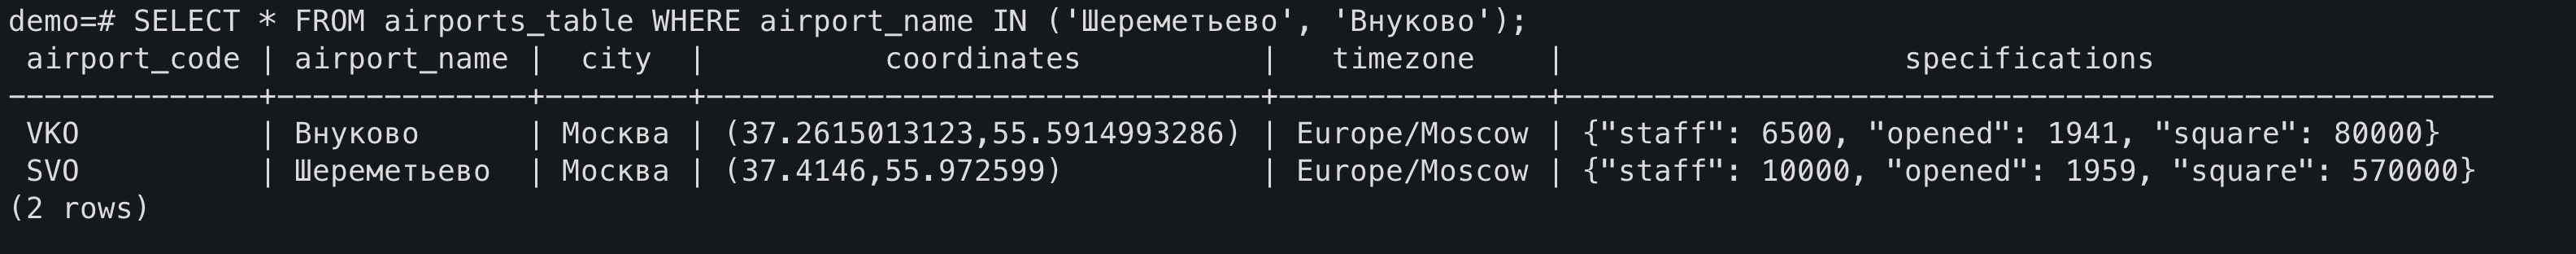 demo=# SELECT * FROM airports_table WHERE airport_name IN ('Шереметьево', 'Внуково');
 airport_code | airport_name |  city  |          coordinates          |   timezone    |                   specifications
--------------+--------------+--------+-------------------------------+---------------+----------------------------------------------------
 VKO          | Внуково      | Москва | (37.2615013123,55.5914993286) | Europe/Moscow | {"staff": 6500, "opened": 1941, "square": 80000}
 SVO          | Шереметьево  | Москва | (37.4146,55.972599)           | Europe/Moscow | {"staff": 10000, "opened": 1959, "square": 570000}
(2 rows)